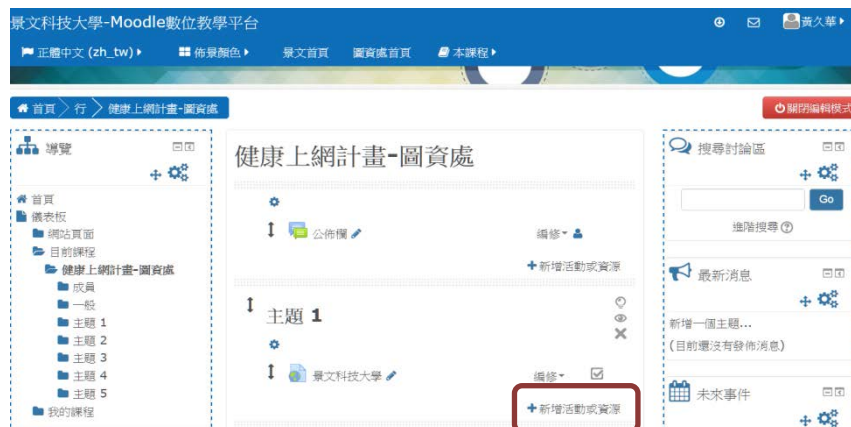 景文科技大學-Moodle數位教學平台
黃久華
正體中文 (zh_tw)
佈景顏色
景文首頁
圖資處首頁
本課程
首頁
行
健康上網計畫-圖資處
關閉編輯模式
導覽
首頁
儀表板
網站頁面
目前課程
健康上網計畫-圖資處
成員
一般
主題 1
主題 2
主題 3
主題 4
主題 5
我的課程
健康上網計畫-圖資處
公佈欄
編修
+新增活動或資源
主題 1
景文科技大學
編修
+新增活動或資源
搜尋討論區
Go
進階搜尋
最新消息
新增一個主題...
(目前還沒有發佈消息)
未來事件